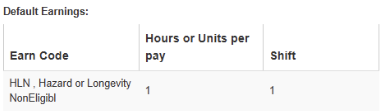 Default Earnings:
Hours or Units per
pay
Earn Code
Shift
HLN , Hazard or Longevity
NonEligibl
1
1